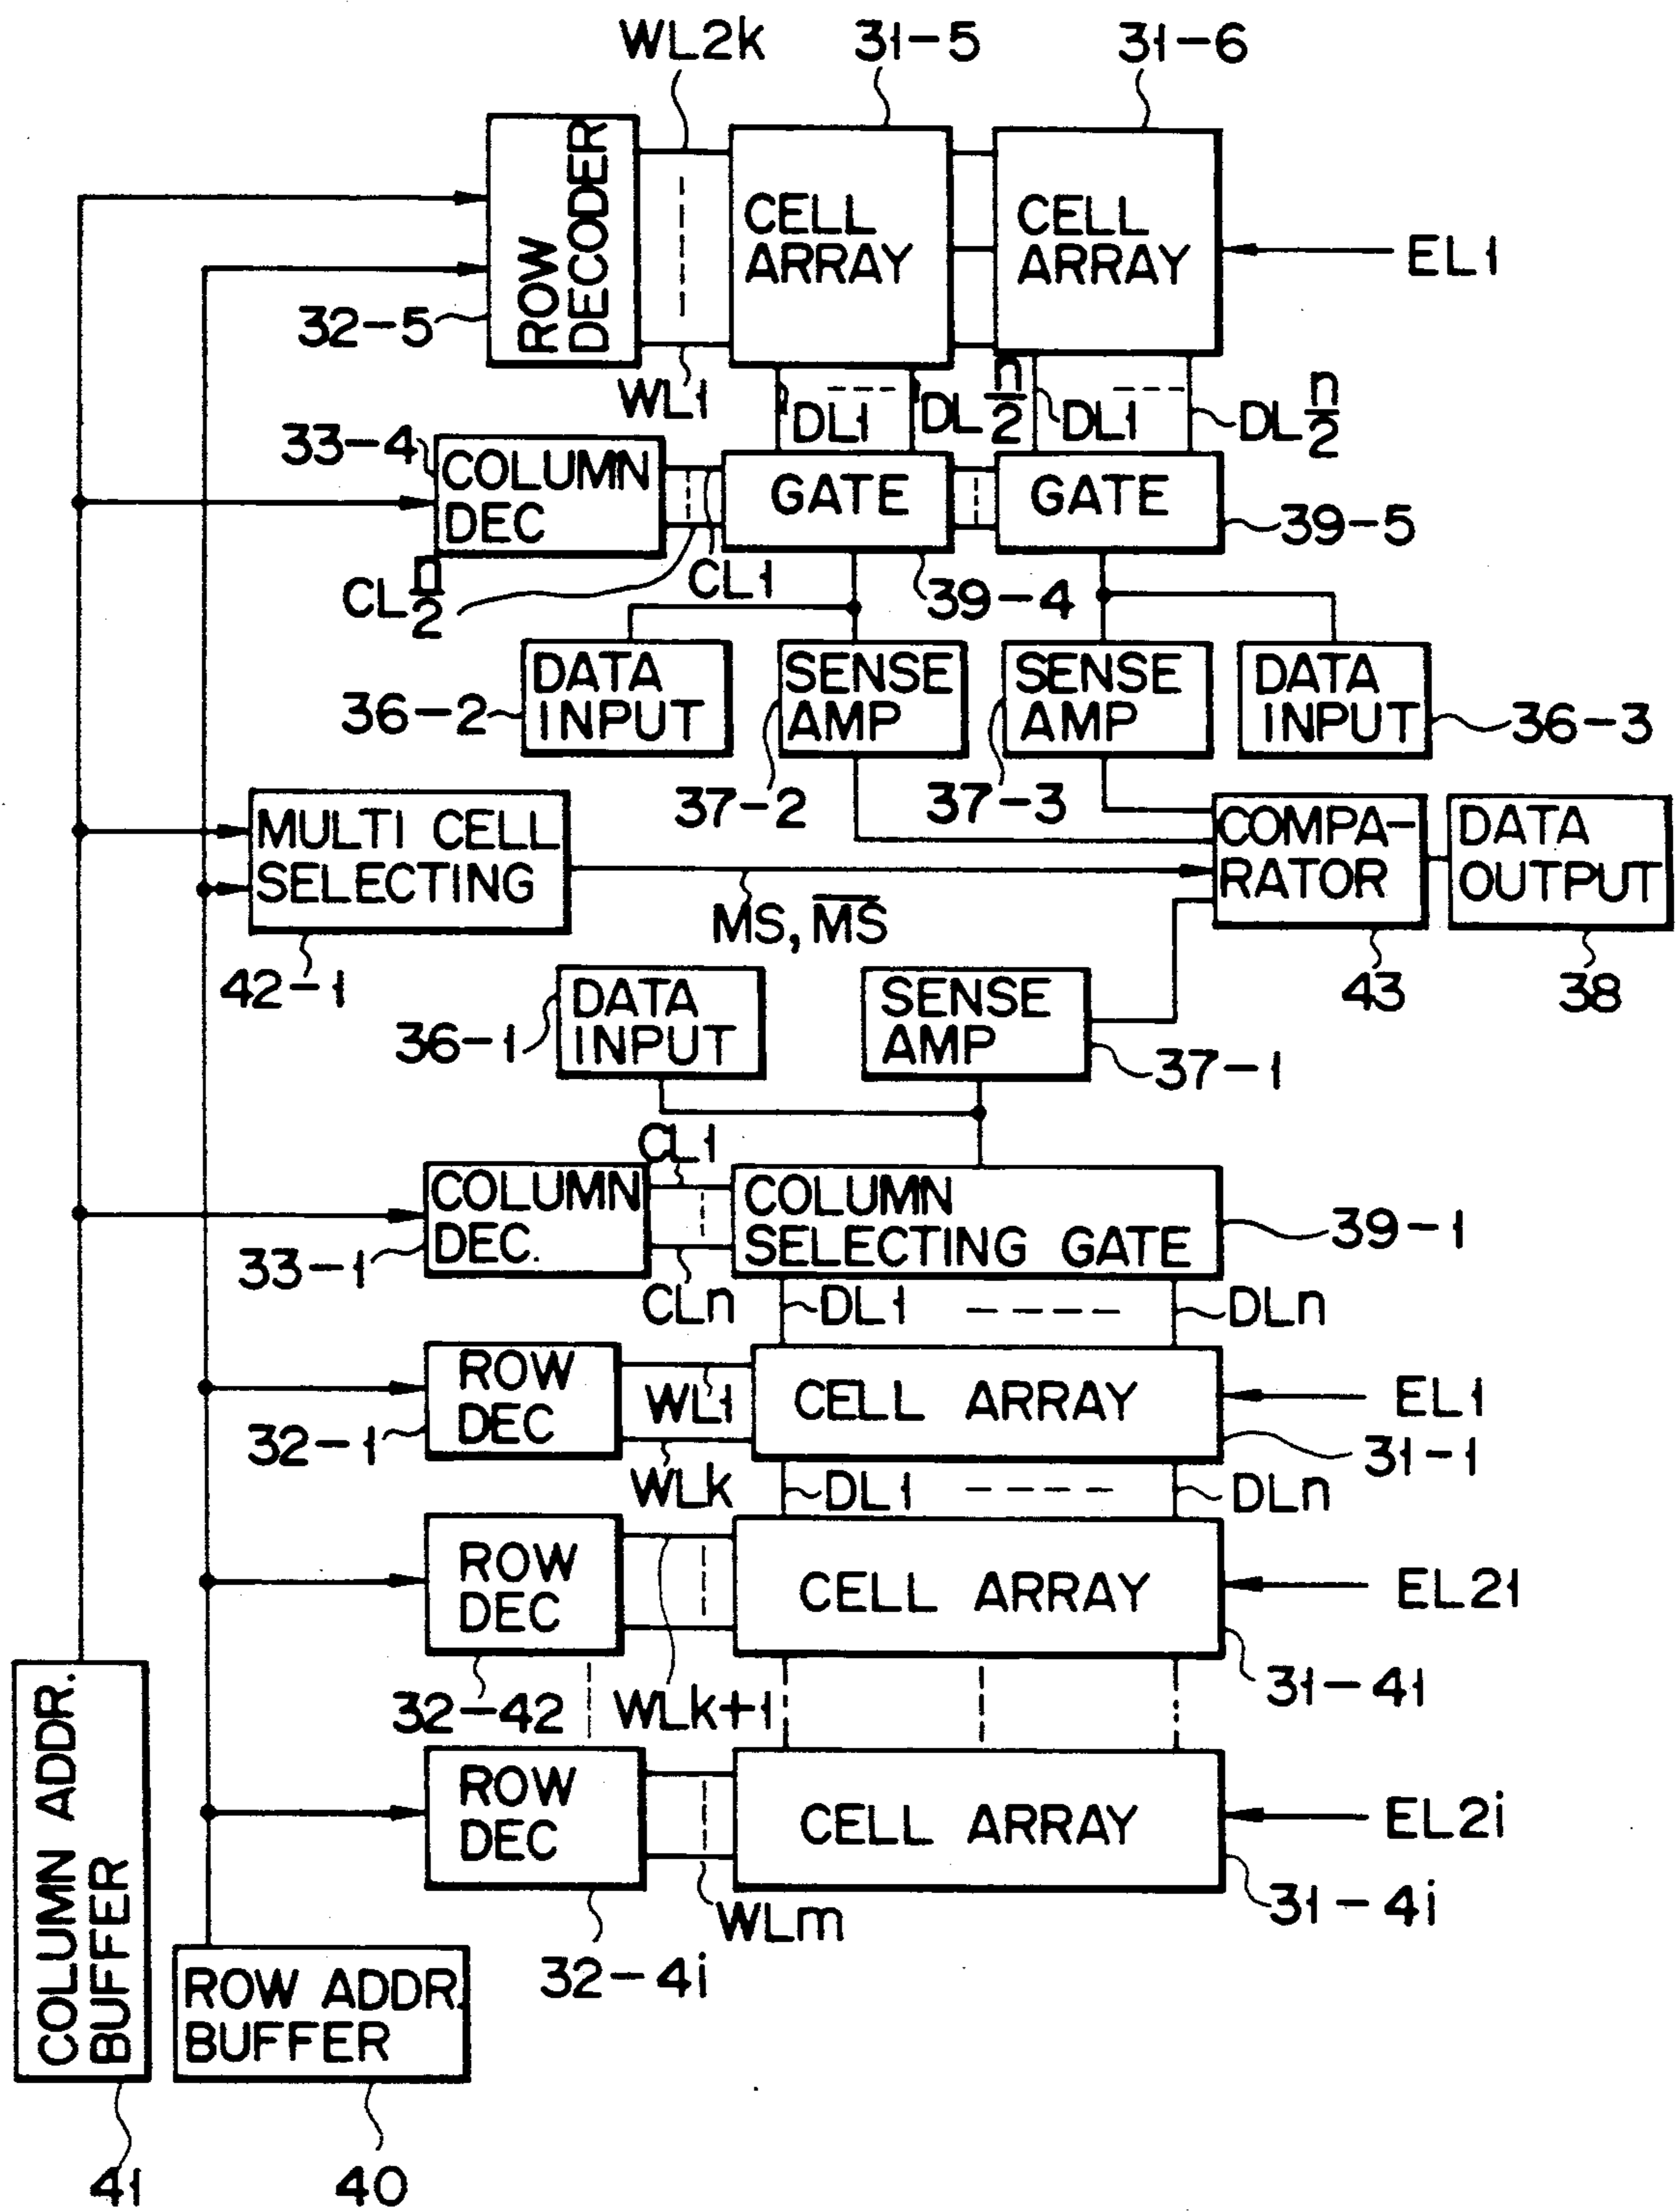 WL2k
31-5
31-6
ROW
DECODER
CELL
ARRAY
CELL
ARRAY
EL1
32-5
WL1
DL1
DL n/2
DL1
DL n/2
33-4
COLUMN
DEC
GATE
GATE
39-5
CL n/2
CL1
39-4
DATA
INPUT
SENSE
AMP
SENSE
AMP
DATA
INPUT
36-2
36-3
37-2
37-3
MULTI CELL
SELECTING
COMPA-
RATOR
DATA
OUTPUT
MS, M̅S̅
42-1
43
38
DATA
INPUT
SENSE
AMP
36-1
37-1
CL1
COLUMN
DEC.
COLUMN
SELECTING GATE
39-1
33-1
CLn
DL1
DLn
ROW
DEC
WL1
CELL ARRAY
EL1
32-1
31-1
WLk
DL1
DLn
ROW
DEC
CELL ARRAY
EL21
31-41
32-42
WLk+1
ROW
DEC
CELL ARRAY
EL2i
31-4i
WLm
32-4i
COLUMN ADDR.
BUFFER
ROW ADDR.
BUFFER
41
40